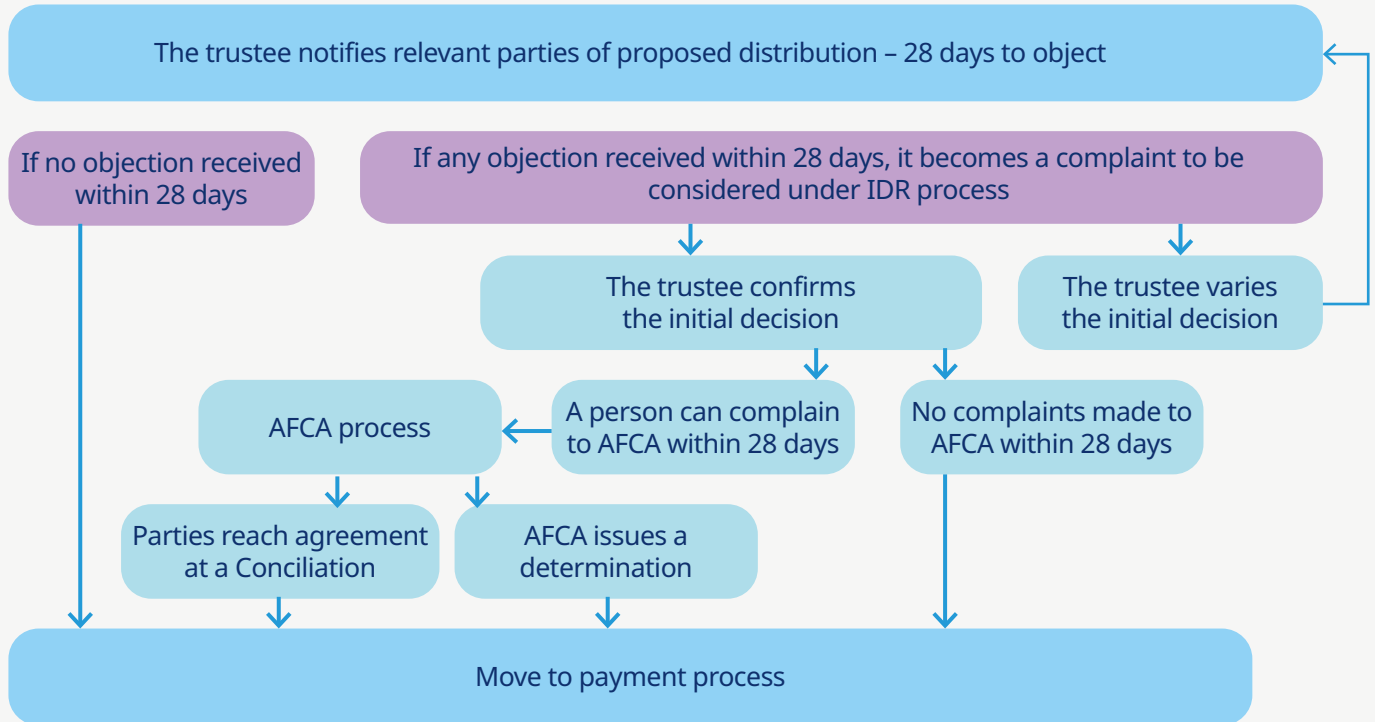 The trustee notifies relevant parties of proposed distribution – 28 days to object
If no objection received
within 28 days
If any objection received within 28 days, it becomes a complaint to be
considered under IDR process
The trustee confirms
the initial decision
The trustee varies
the initial decision
AFCA process
A person can complain
to AFCA within 28 days
No complaints made to
AFCA within 28 days
Parties reach agreement
at a Conciliation
AFCA issues a
determination
Move to payment process